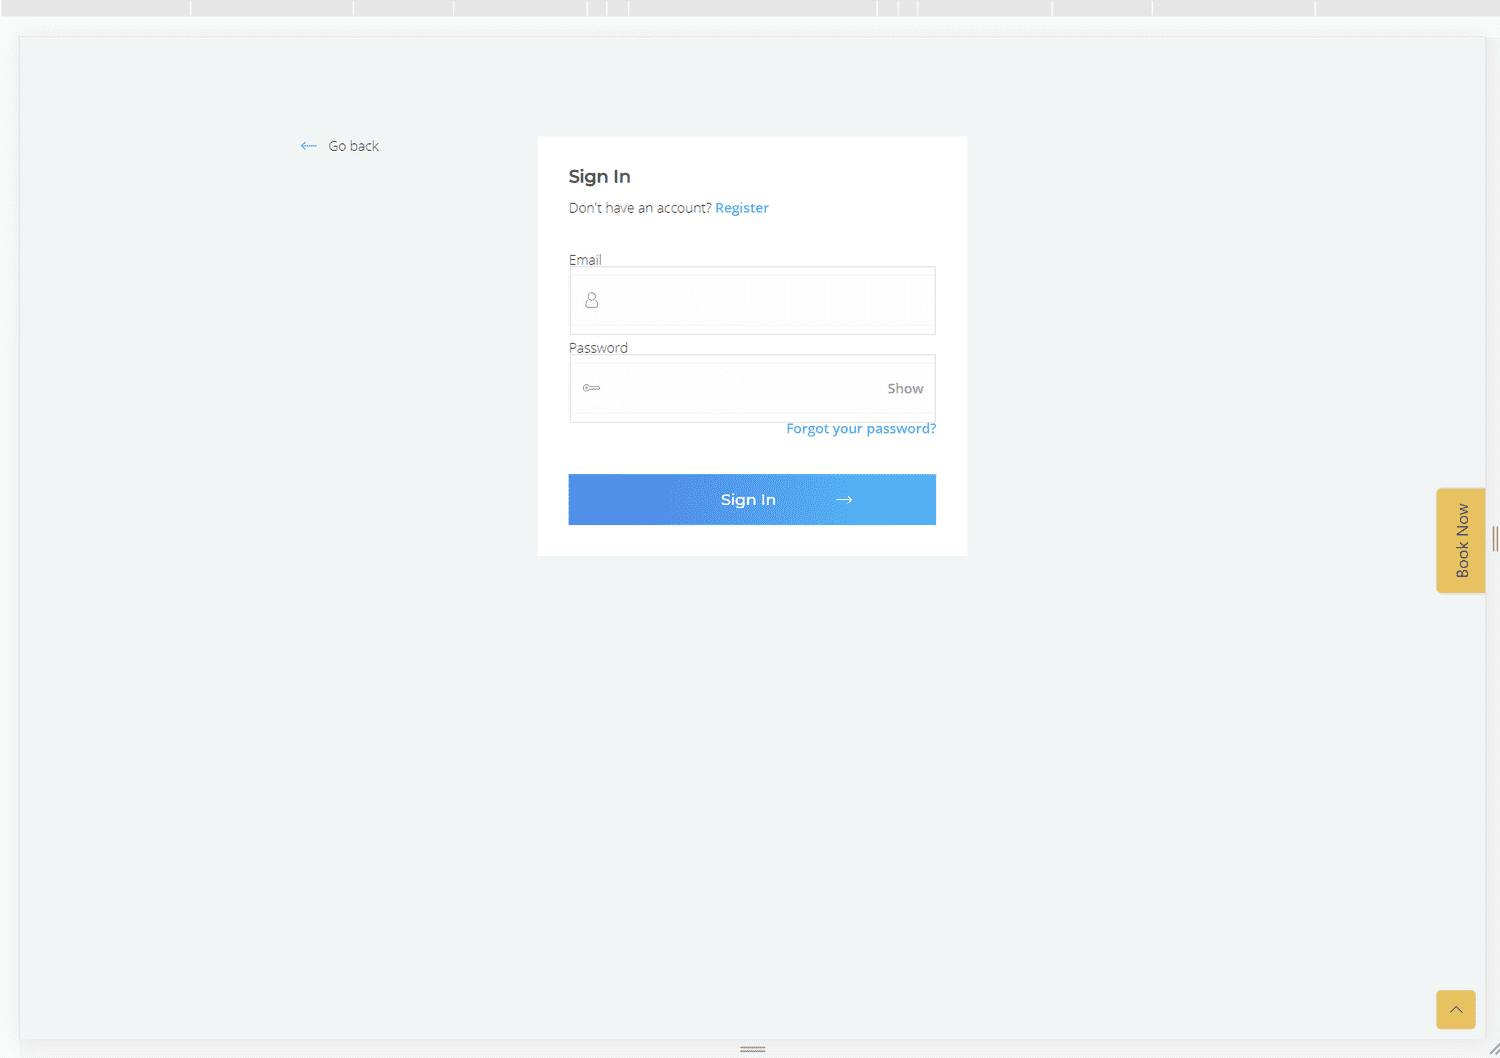 Go back
Sign In
Don't have an account? Register
Email
Password
Show
Forgot your password?
Sign In
Book Now